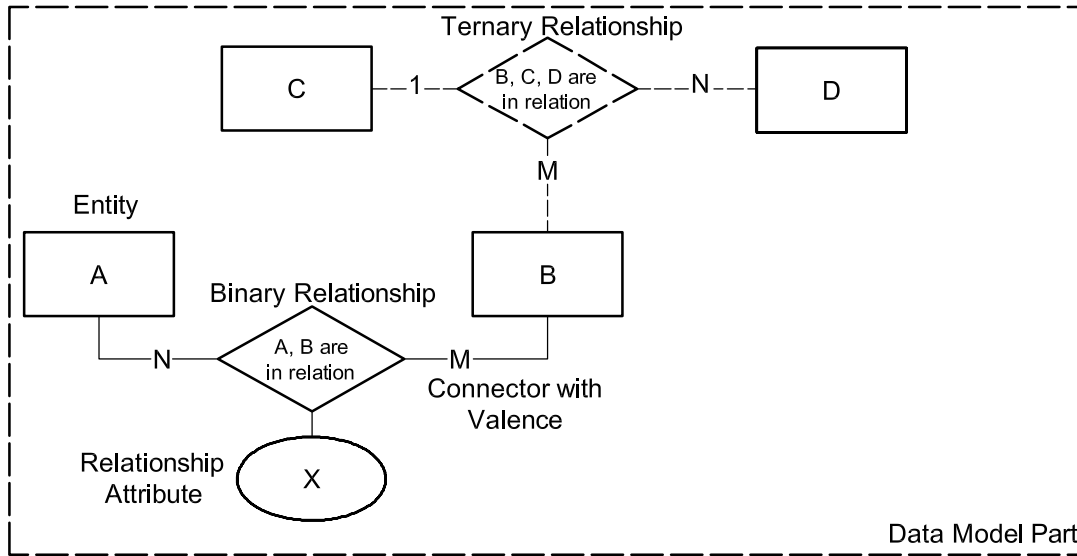 Ternary Relationship
C
1
B, C, D are
in relation
N
D
M
Entity
A
B
Binary Relationship
N
A, B are
in relation
M
Connector with
Valence
Relationship
Attribute
X
Data Model Part